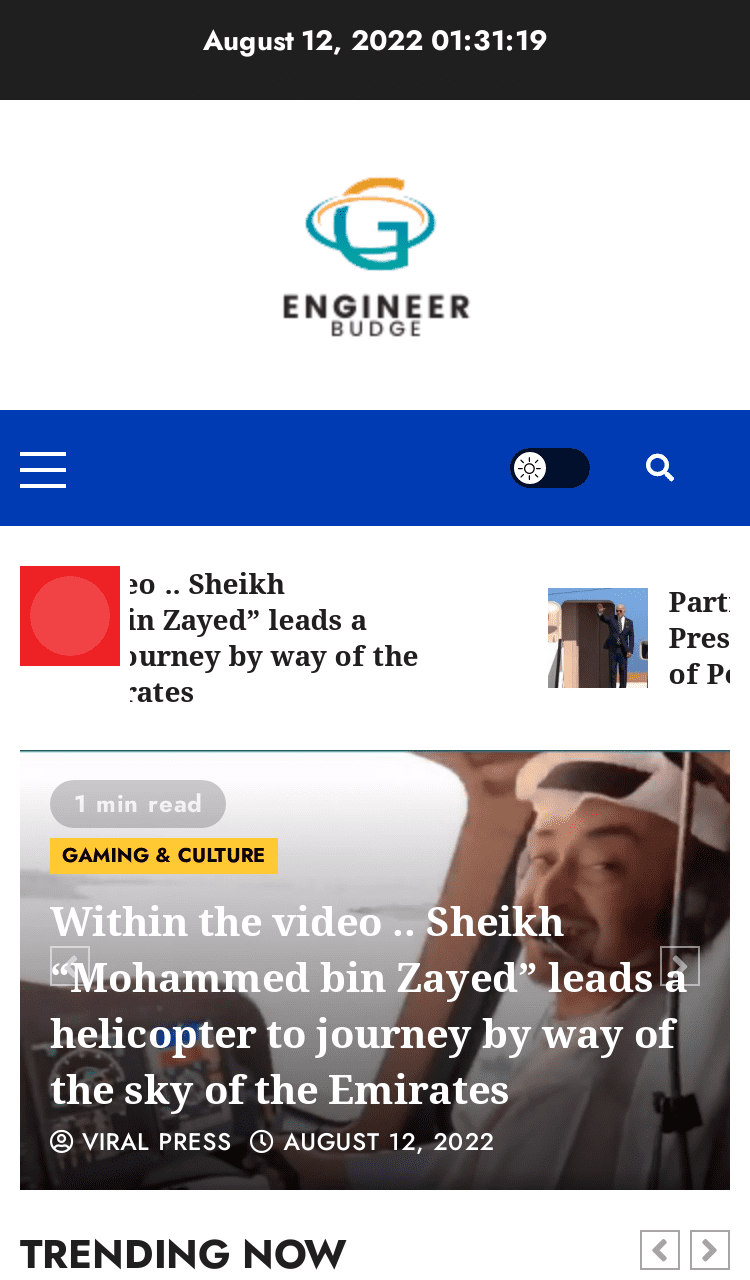 August 12, 2022 01:31:19
G
ENGINEER
BUDGE
eo .. Sheikh
in Zayed” leads a
ourney by way of the
rates
Parti
Pres
of Po
1 min read
GAMING & CULTURE
Within the video .. Sheikh
“Mohammed bin Zayed” leads a
helicopter to journey by way of
the sky of the Emirates
VIRAL PRESS AUGUST 12, 2022
TRENDING NOW